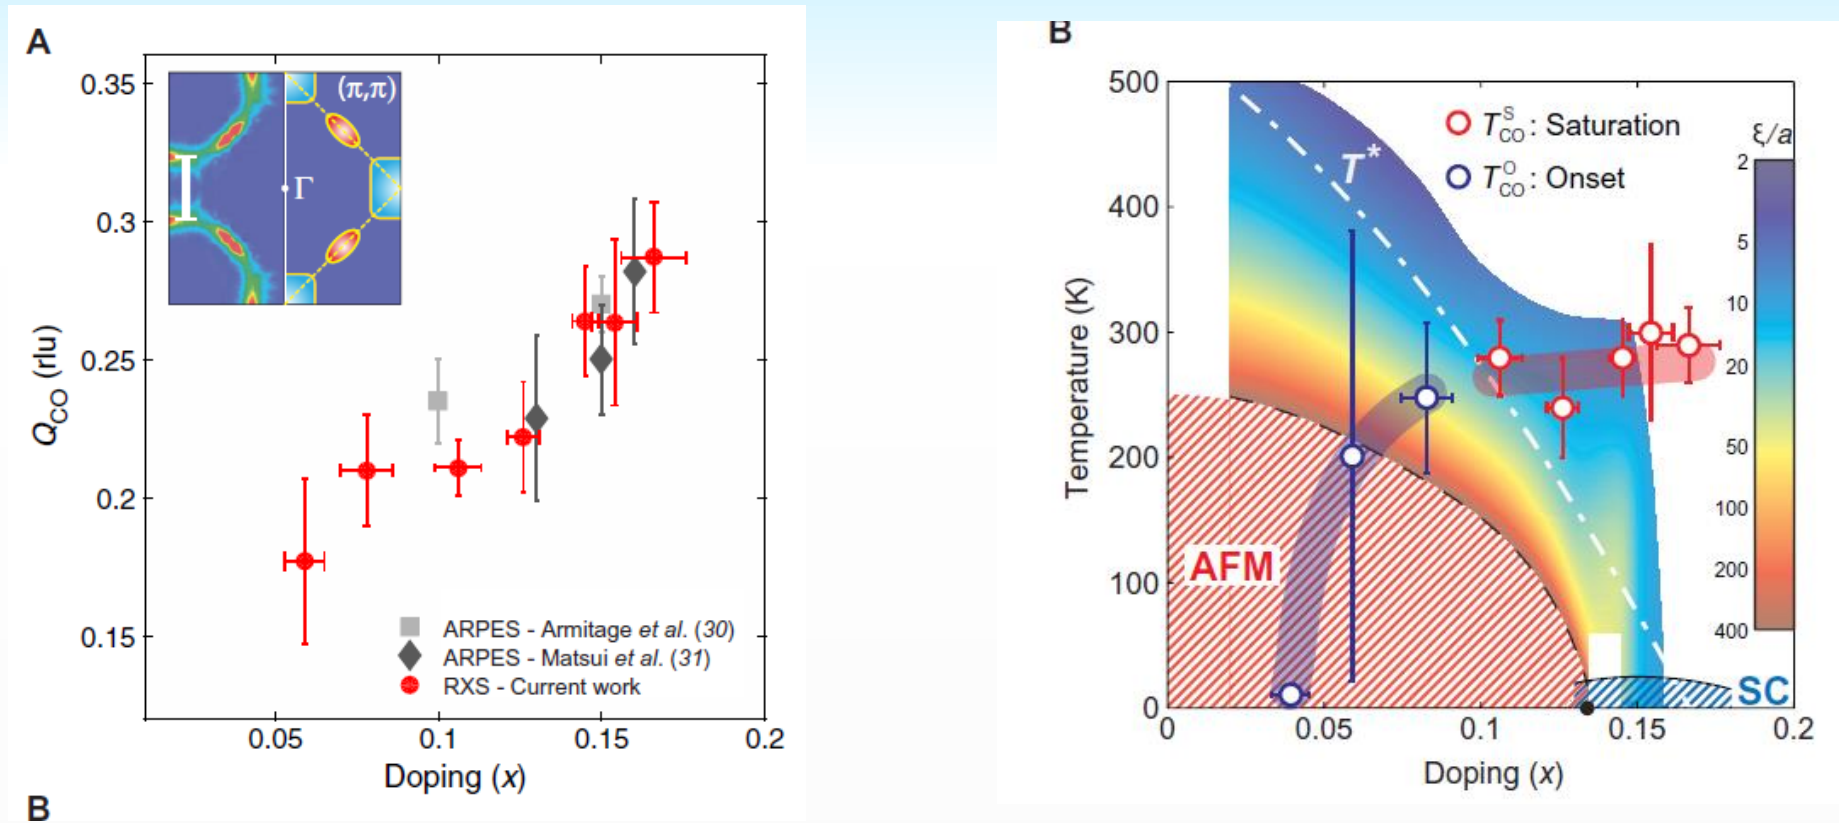 A
0.35
0.3
0.25
0.2
0.15
Q_CO (rlu)
(π,π)
Γ
ARPES - Armitage et al. (30)
ARPES - Matsui et al. (31)
RXS - Current work
0.05
0.1
0.15
0.2
Doping (x)
B
B
500
400
300
200
100
0
Temperature (K)
T*
T^S_CO : Saturation
T^O_CO : Onset
ξ/a
2
5
10
20
50
100
200
400
AFM
SC
0
0.05
0.1
0.15
0.2
Doping (x)